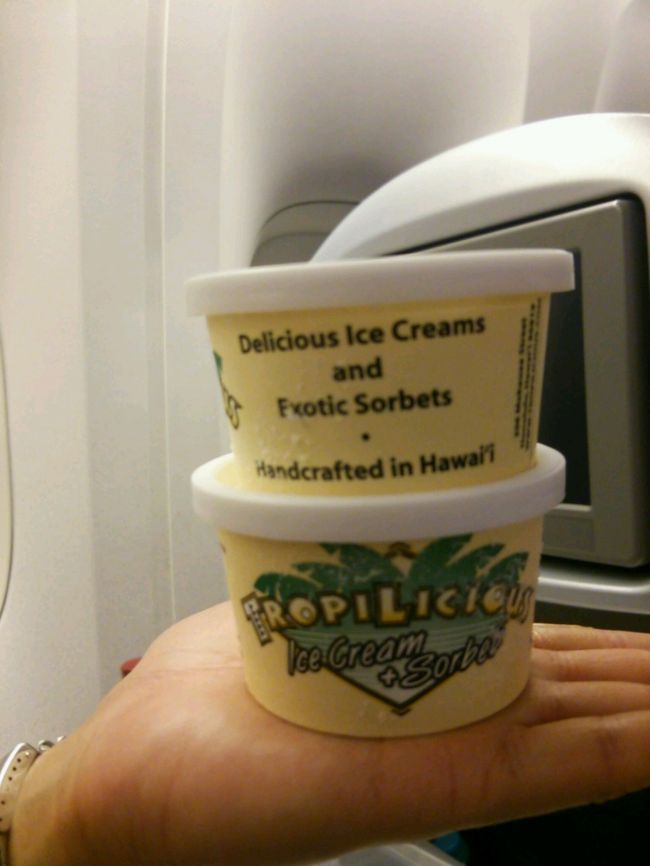 Delicious Ice Creams
and
Exotic Sorbets
•
Handcrafted in Hawai'i
TROPILICIOUS
Ice Cream
+ Sorbet